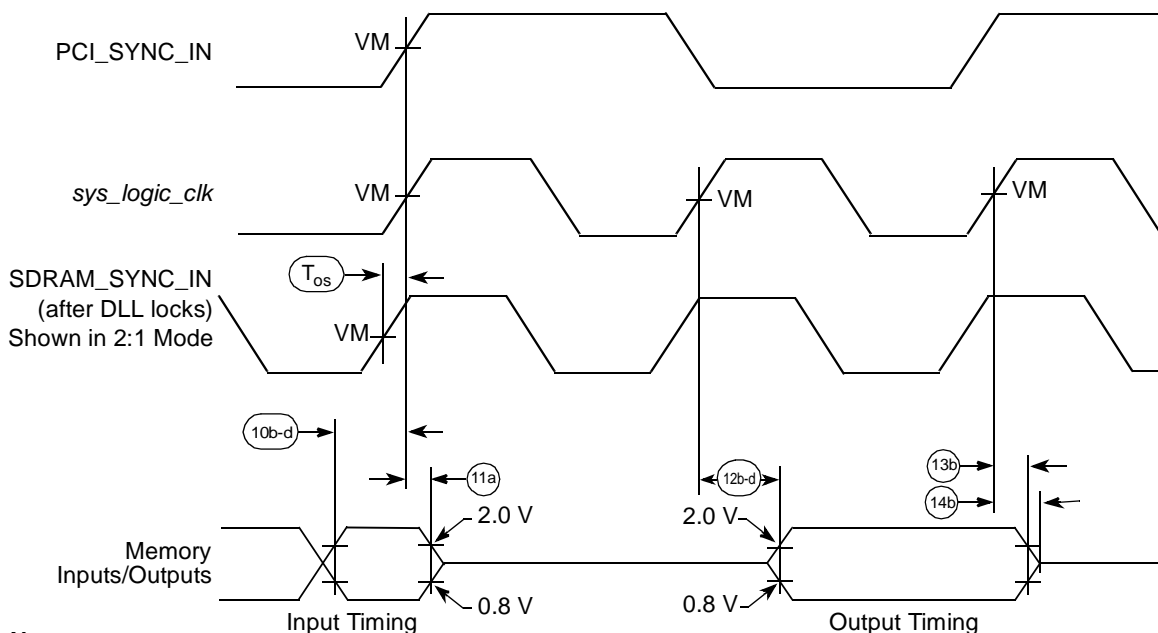 PCI_SYNC_IN
VM
sys_logic_clk
VM
VM
VM
Tos
SDRAM_SYNC_IN
(after DLL locks)
Shown in 2:1 Mode
VM
10b-d
11a
12b-d
13b
14b
2.0 V
2.0 V
Memory
Inputs/Outputs
0.8 V
0.8 V
Input Timing
Output Timing